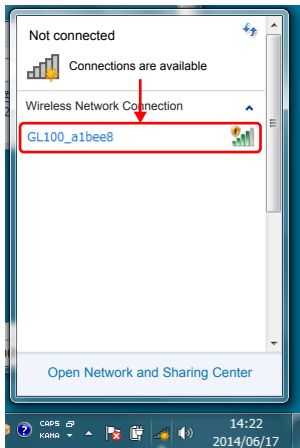 Not connected
Connections are available
Wireless Network Connection
GL100_a1bee8
Open Network and Sharing Center
CAPS
KANA
14:22
2014/06/17